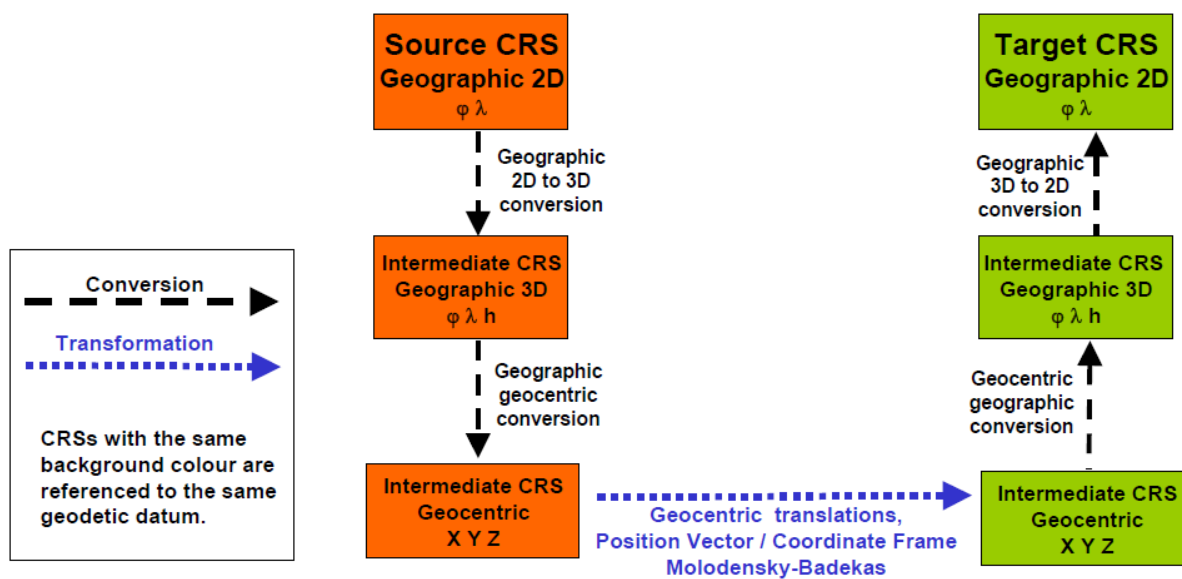 Source CRS
Geographic 2D
φ λ
Geographic
2D to 3D
conversion
Intermediate CRS
Geographic 3D
φ λ h
Geographic
geocentric
conversion
Intermediate CRS
Geocentric
X Y Z
Target CRS
Geographic 2D
φ λ
Geographic
3D to 2D
conversion
Intermediate CRS
Geographic 3D
φ λ h
Geocentric
geographic
conversion
Intermediate CRS
Geocentric
X Y Z
Geocentric translations,
Position Vector / Coordinate Frame
Molodensky-Badekas
Conversion
Transformation
CRSs with the same
background colour are
referenced to the same
geodetic datum.